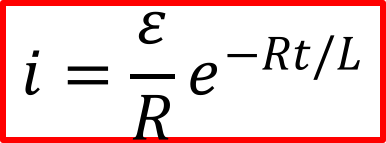 i = ε/R e^{-Rt/L}